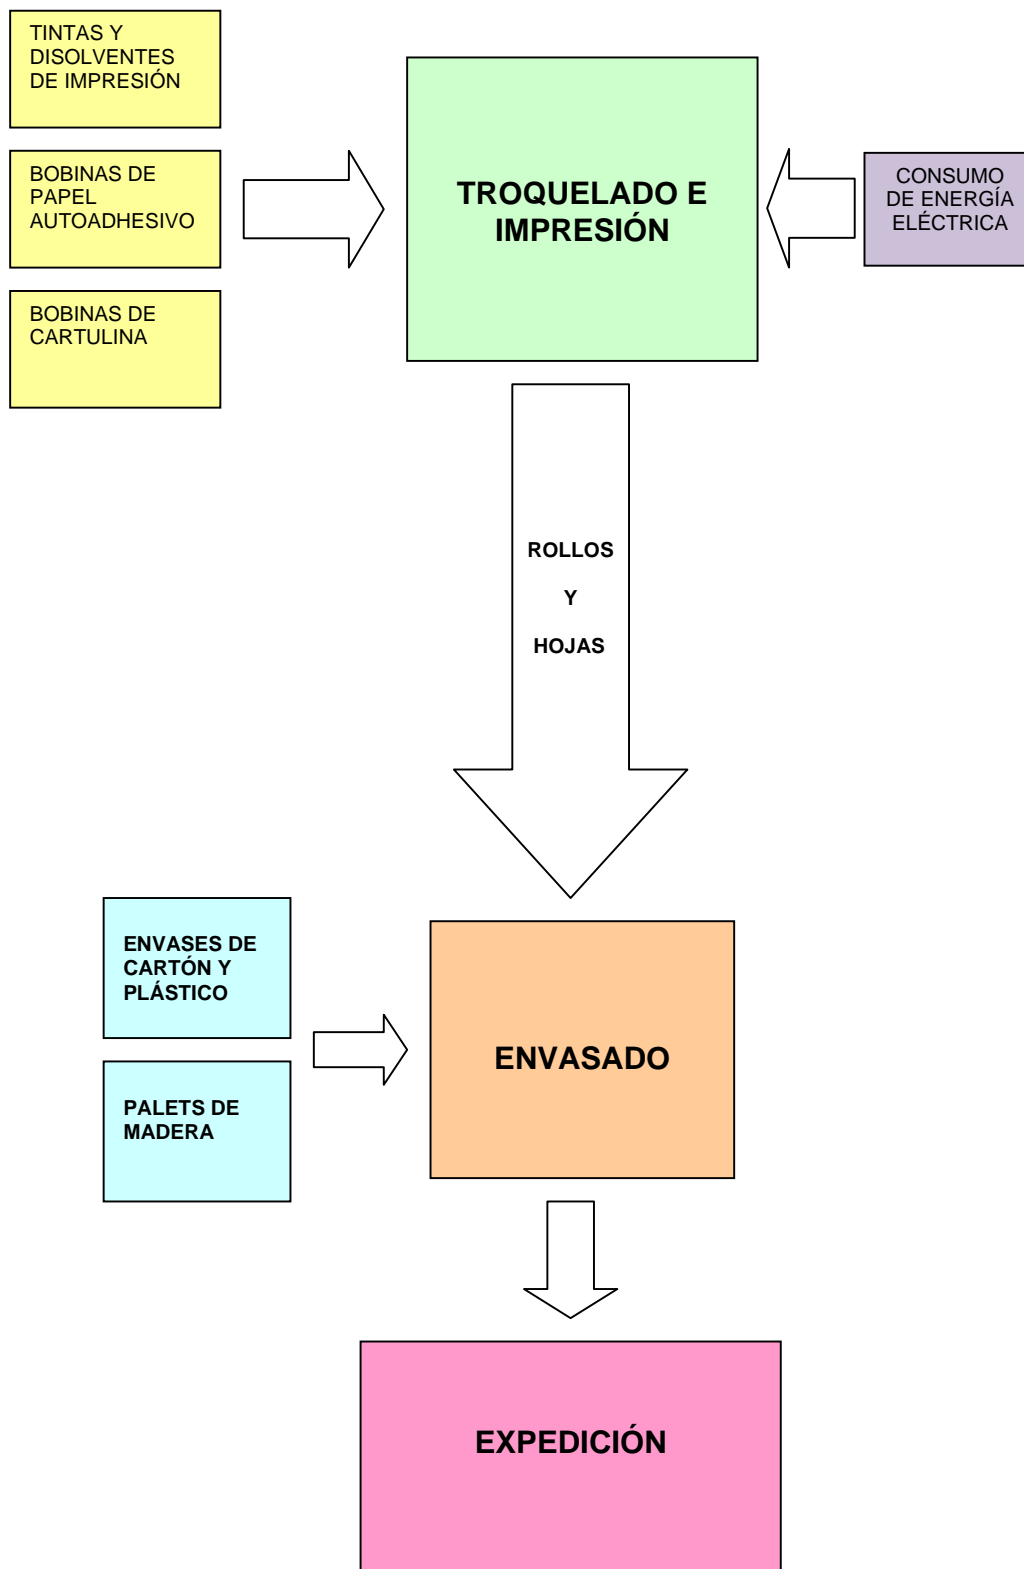 TINTAS Y
DISOLVENTES
DE IMPRESIÓN
BOBINAS DE
PAPEL
AUTOADHESIVO
BOBINAS DE
CARTULINA
TROQUELADO E
IMPRESIÓN
CONSUMO
DE ENERGÍA
ELÉCTRICA
ROLLOS
Y
HOJAS
ENVASES DE
CARTÓN Y
PLÁSTICO
PALETS DE
MADERA
ENVASADO
EXPEDICIÓN